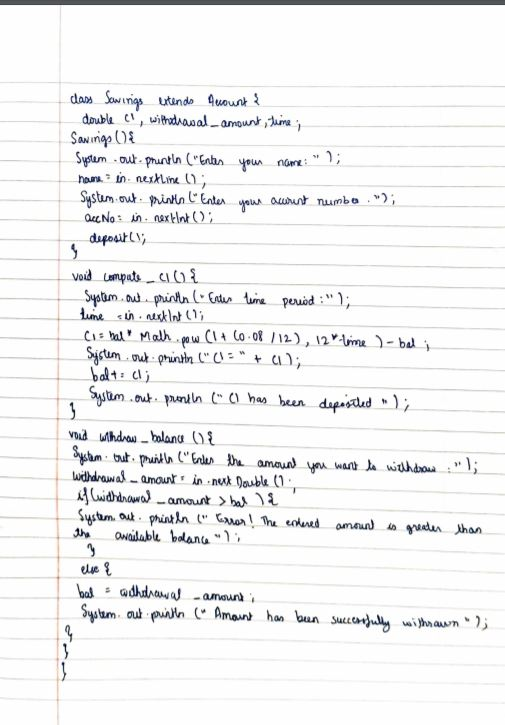 class Savings extends Account {
double CI, withdrawal_amount, time;
Savings(){
System.out.println ("Enter your name: ");
name = in.nextLine ();
System.out.println ("Enter your account number.");
accNo = in.nextInt();
deposit();
}
void compute_CI () {
System.out.println ("Enter time period:");
time = in.nextInt();
CI = bal* Math.pow (1+ (0.08/12), 12*time ) - bal ;
System.out.println ("CI = " + CI);
bal+= CI;
System.out.println (" CI has been deposited ");
}
void withdraw_balance () {
System.out.println ("Enter the amount you want to withdraw : ");
withdrawal_amount = in.next Double ();
if (withdrawal_amount > bal ) {
System.out.println (" Error! The entered amount is greater than
the available balance ");
}
else {
bal = withdrawal_amount;
System.out.println (" Amount has been successfully withdrawn ");
}
}
}